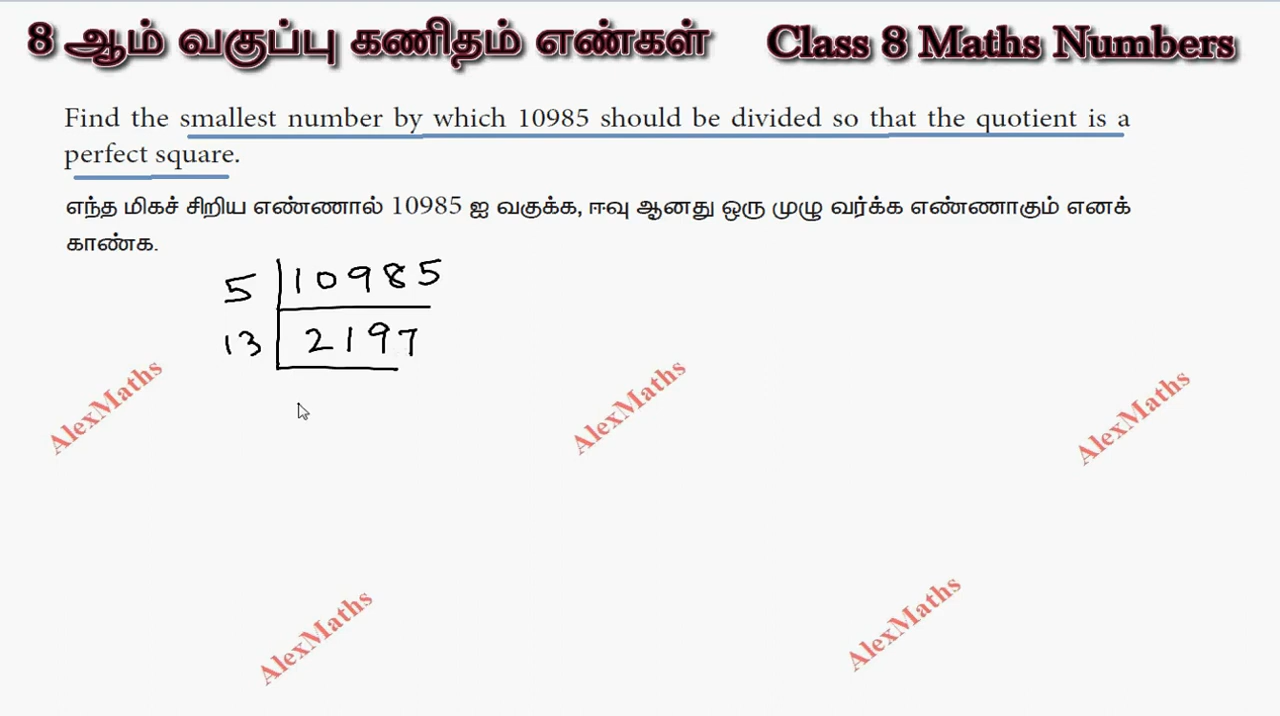 8 ஆம் வகுப்பு கணிதம் எண்கள் Class 8 Maths Numbers
Find the smallest number by which 10985 should be divided so that the quotient is a
perfect square.
எந்த மிகச் சிறிய எண்ணால் 10985 ஐ வகுக்க, ஈவு ஆனது ஒரு முழு வர்க்க எண்ணாகும் எனக்
காண்க.
5 10985
13 2197
AlexMaths AlexMaths AlexMaths
AlexMaths AlexMaths